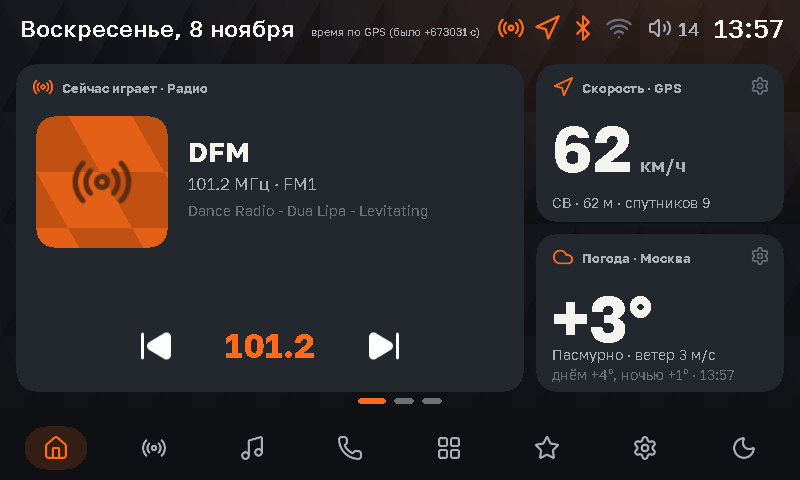 Воскресенье, 8 ноября
время по GPS (было +673031 с)
14
13:57
Сейчас играет · Радио
DFM
101.2 МГц · FM1
Dance Radio - Dua Lipa - Levitating
101.2
Скорость · GPS
62 км/ч
СВ · 62 м · спутников 9
Погода · Москва
+3°
Пасмурно · ветер 3 м/с
днём +4°, ночью +1° · 13:57